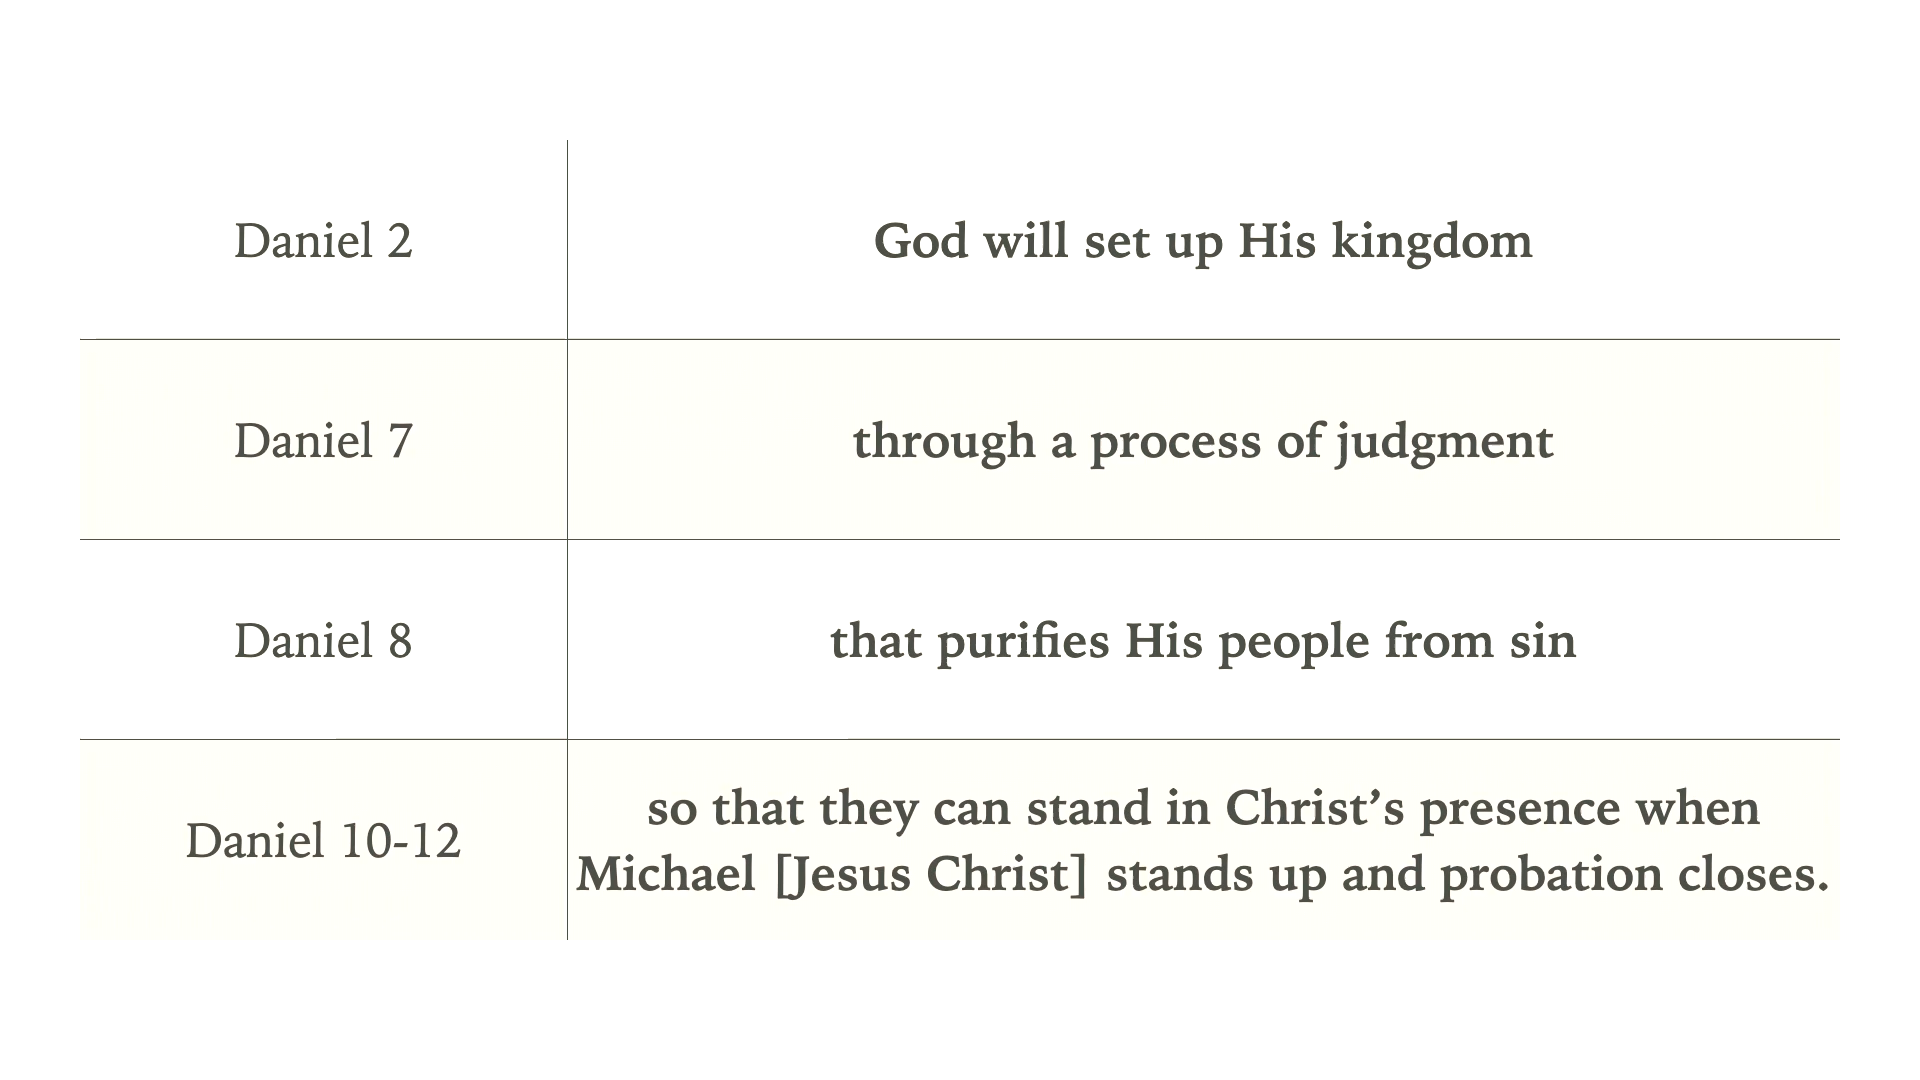 Daniel 2
God will set up His kingdom
Daniel 7
through a process of judgment
Daniel 8
that purifies His people from sin
Daniel 10-12
so that they can stand in Christ’s presence when
Michael [Jesus Christ] stands up and probation closes.